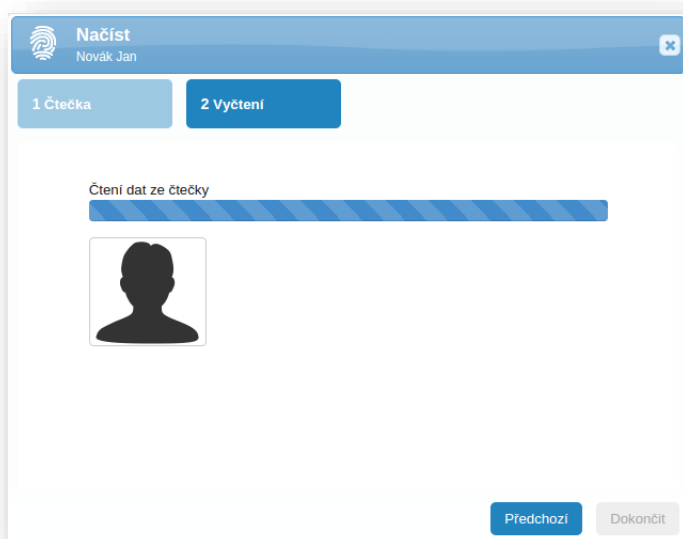 Načíst
Novák Jan
1 Čtečka
2 Vyčtení
Čtení dat ze čtečky
Předchozí
Dokončit